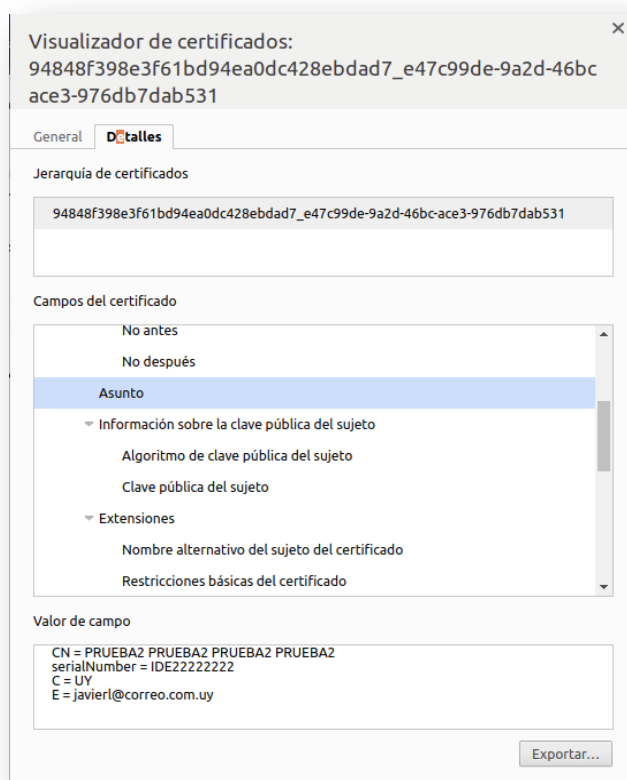 Visualizador de certificados:
94848f398e3f61bd94ea0dc428ebdad7_e47c99de-9a2d-46bc
ace3-976db7dab531
General Detalles
Jerarquía de certificados
94848f398e3f61bd94ea0dc428ebdad7_e47c99de-9a2d-46bc-ace3-976db7dab531
Campos del certificado
No antes
No después
Asunto
Información sobre la clave pública del sujeto
Algoritmo de clave pública del sujeto
Clave pública del sujeto
Extensiones
Nombre alternativo del sujeto del certificado
Restricciones básicas del certificado
Valor de campo
CN = PRUEBA2 PRUEBA2 PRUEBA2 PRUEBA2
serialNumber = IDE22222222
C = UY
E = javierl@correo.com.uy
Exportar...